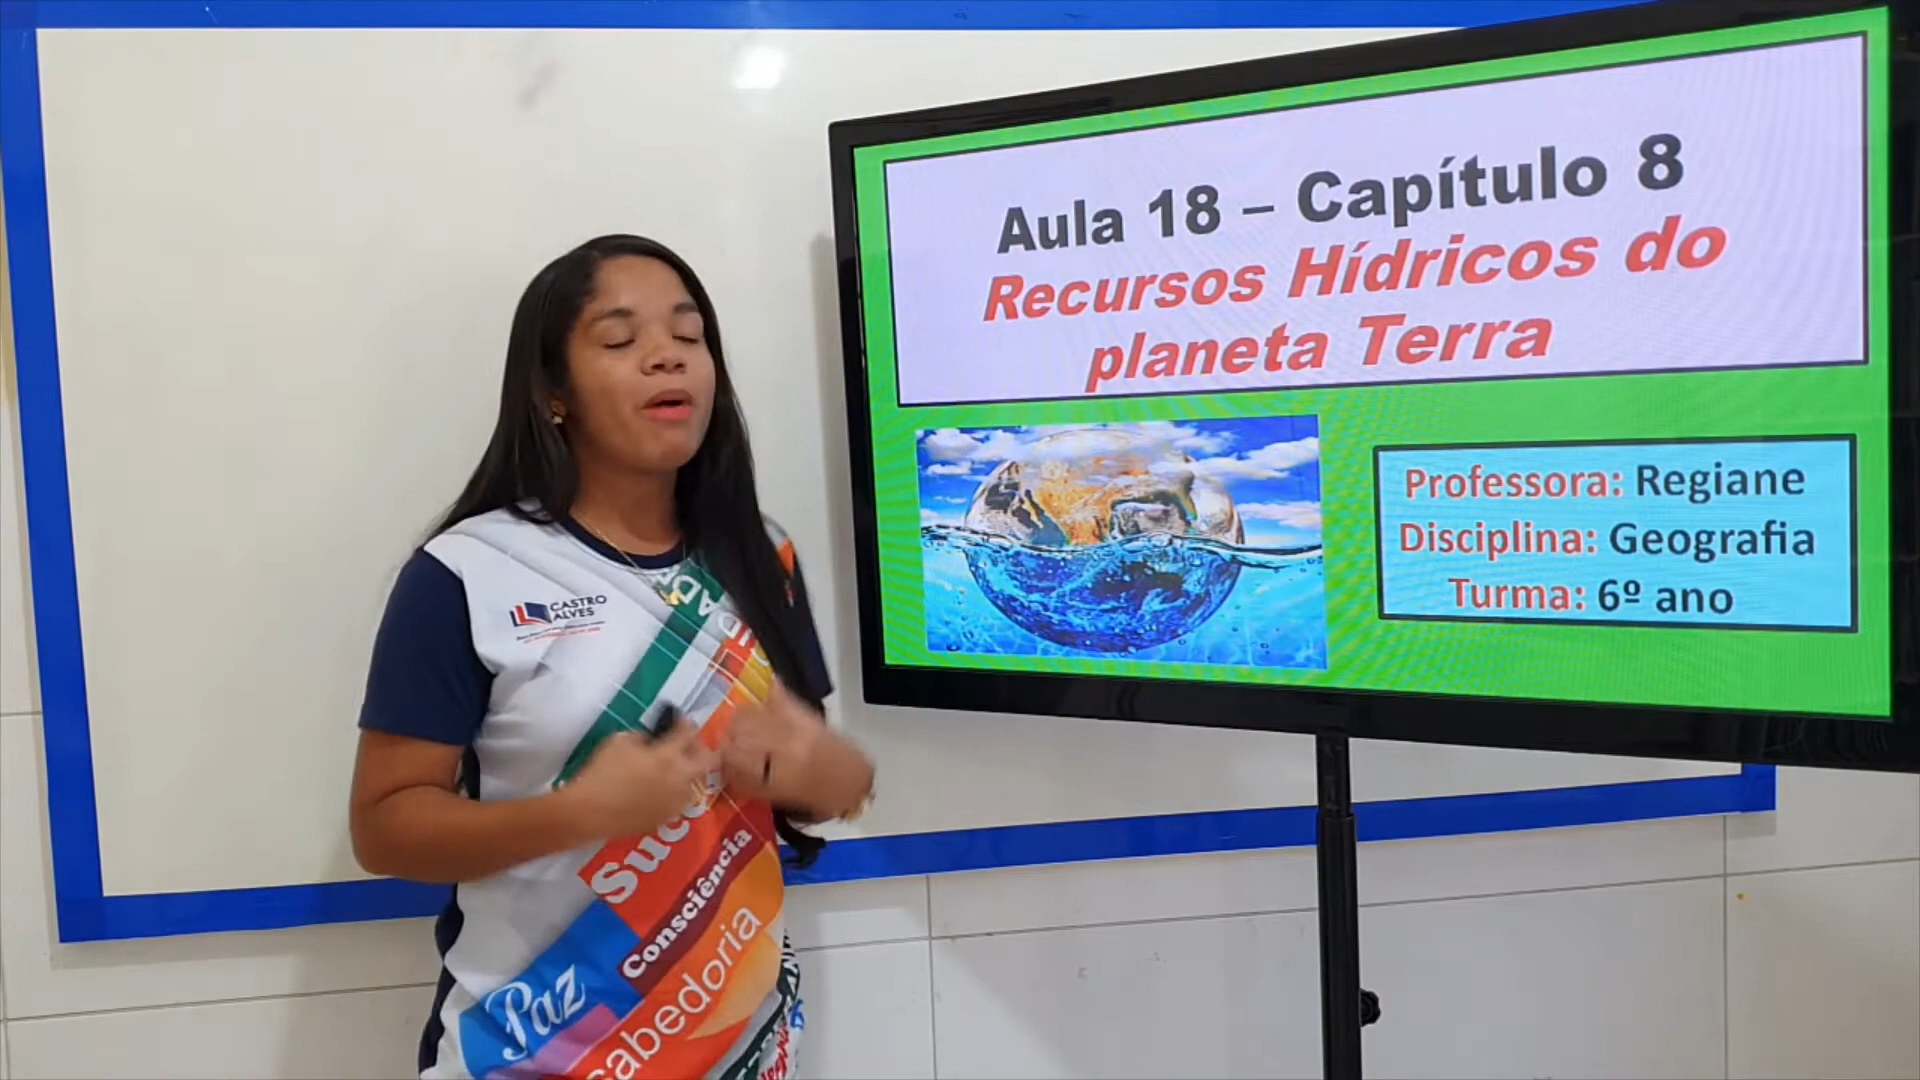 Aula 18 – Capítulo 8
Recursos Hídricos do
planeta Terra
Professora: Regiane
Disciplina: Geografia
Turma: 6º ano
CASTRO
ALVES
Consciência
Paz
Sabedoria